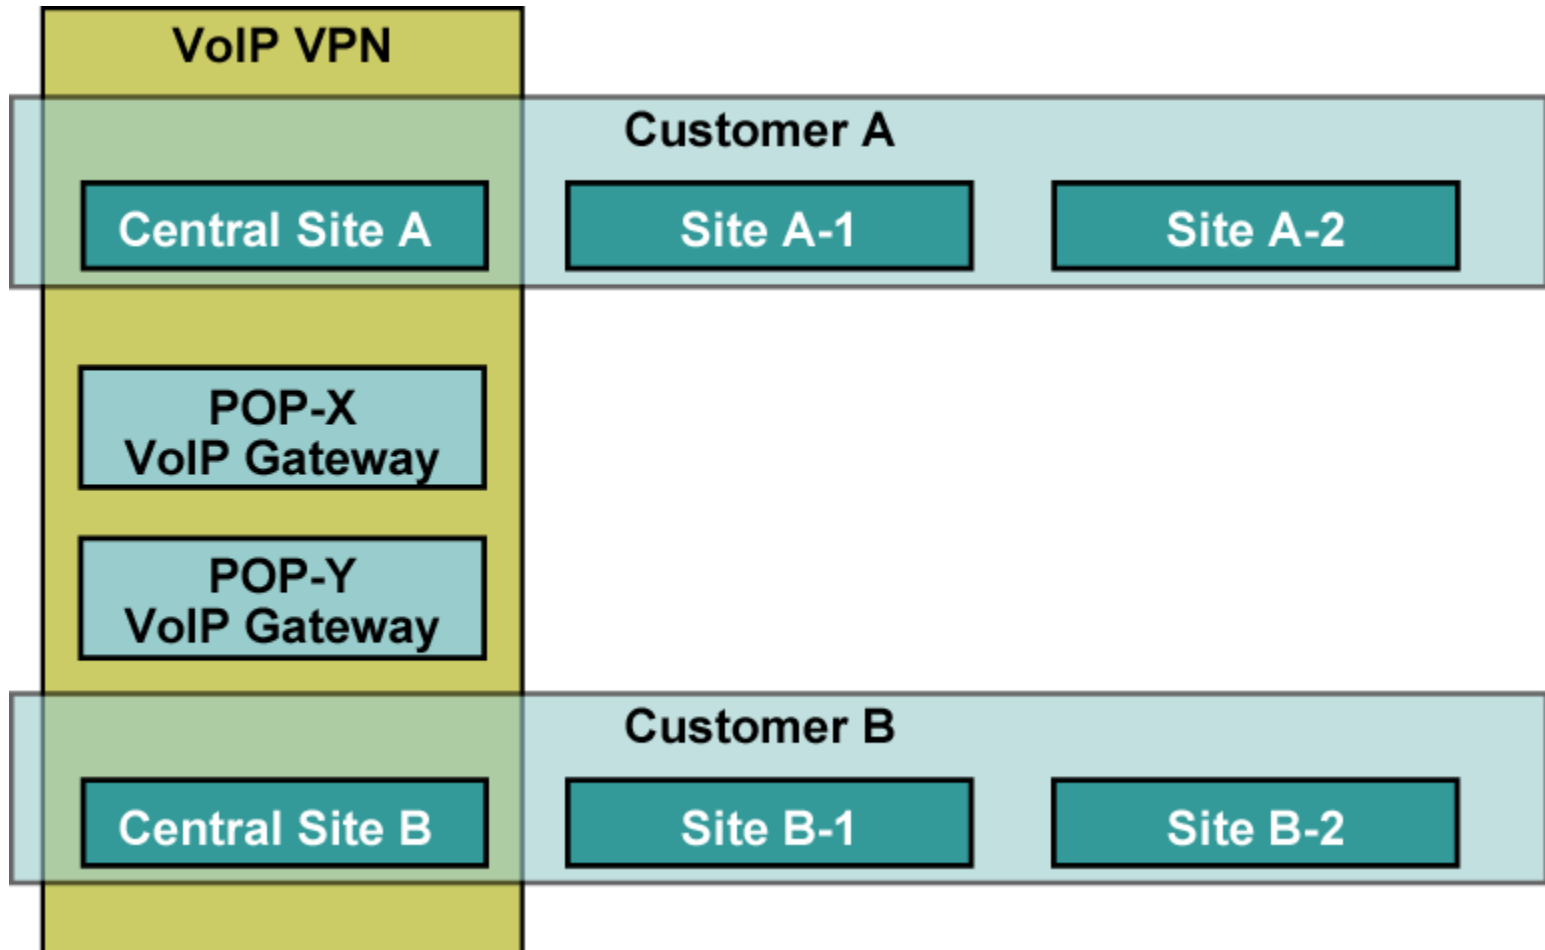 VoIP VPN
Customer A
Central Site A
Site A-1
Site A-2
POP-X
VoIP Gateway
POP-Y
VoIP Gateway
Customer B
Central Site B
Site B-1
Site B-2